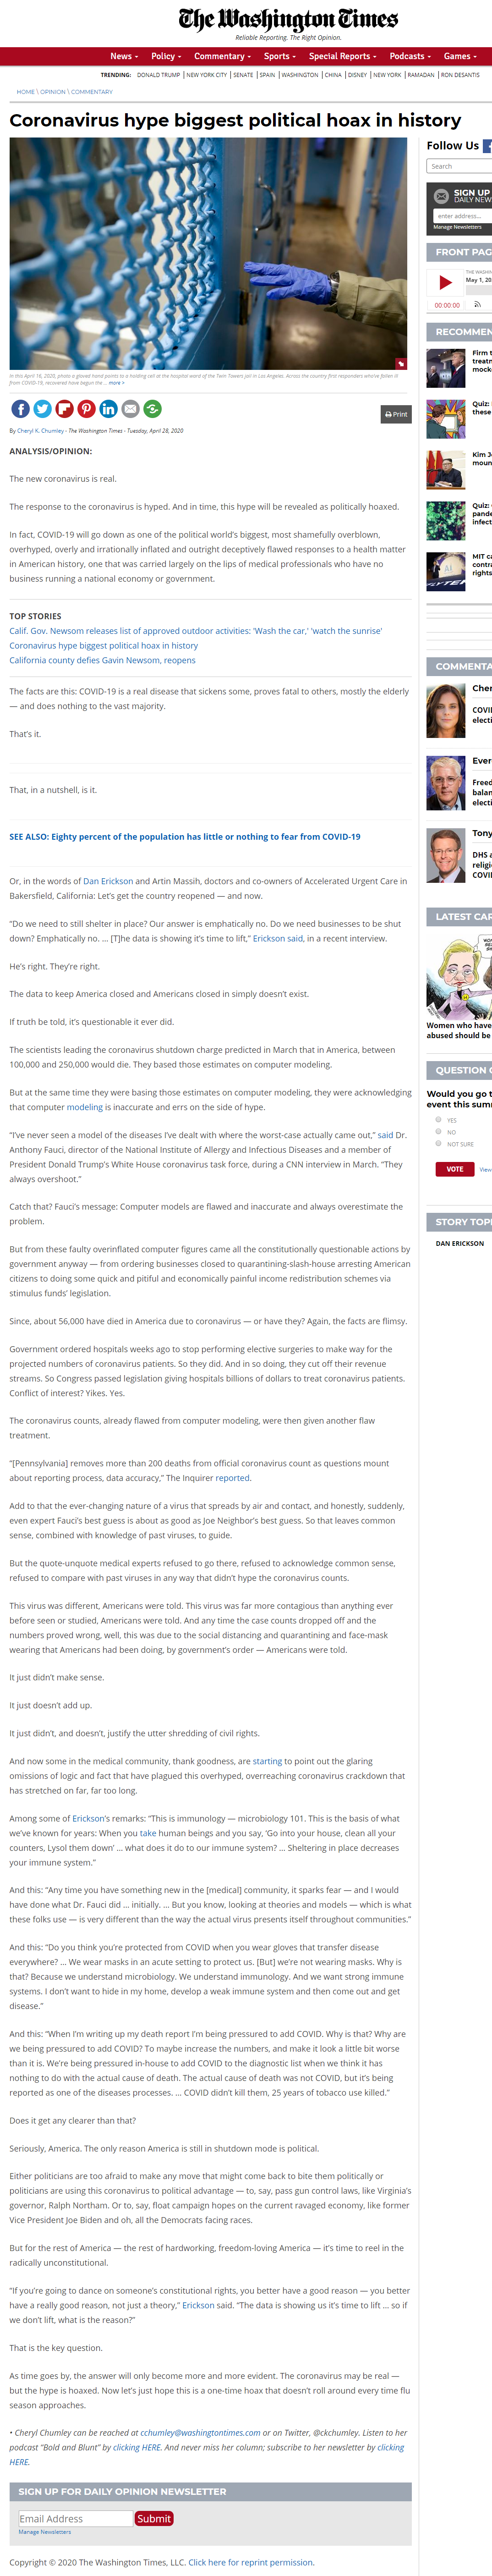 The Washington Times
Reliable Reporting. The Right Opinion.
News Policy Commentary Sports Special Reports Podcasts Games
TRENDING: DONALD TRUMP NEW YORK CITY SENATE SPAIN WASHINGTON CHINA DISNEY NEW YORK RAMADAN RON DESANTIS
HOME \ OPINION \ COMMENTARY
Coronavirus hype biggest political hoax in history
In this April 16, 2020, photo a gloved hand points to a holding cell at the hospital ward of the Twin Towers jail in Los Angeles. Across the country first responders who've fallen ill
from COVID-19, recovered have begun the ... more >
Print
By Cheryl K. Chumley - The Washington Times - Tuesday, April 28, 2020
ANALYSIS/OPINION:
The new coronavirus is real.
The response to the coronavirus is hyped. And in time, this hype will be revealed as politically hoaxed.
In fact, COVID-19 will go down as one of the political world's biggest, most shamefully overblown,
overhyped, overly and irrationally inflated and outright deceptively flawed responses to a health matter
in American history, one that was carried largely on the lips of medical professionals who have no
business running a national economy or government.
TOP STORIES
Calif. Gov. Newsom releases list of approved outdoor activities: 'Wash the car,' 'watch the sunrise'
Coronavirus hype biggest political hoax in history
California county defies Gavin Newsom, reopens
The facts are this: COVID-19 is a real disease that sickens some, proves fatal to others, mostly the elderly
— and does nothing to the vast majority.
That's it.
That, in a nutshell, is it.
SEE ALSO: Eighty percent of the population has little or nothing to fear from COVID-19
Or, in the words of Dan Erickson and Artin Massih, doctors and co-owners of Accelerated Urgent Care in
Bakersfield, California: Let's get the country reopened — and now.
"Do we need to still shelter in place? Our answer is emphatically no. Do we need businesses to be shut
down? Emphatically no. ... [T]he data is showing it's time to lift," Erickson said, in a recent interview.
He's right. They're right.
The data to keep America closed and Americans closed in simply doesn't exist.
If truth be told, it's questionable it ever did.
The scientists leading the coronavirus shutdown charge predicted in March that in America, between
100,000 and 250,000 would die. They based those estimates on computer modeling.
But at the same time they were basing those estimates on computer modeling, they were acknowledging
that computer modeling is inaccurate and errs on the side of hype.
"I've never seen a model of the diseases I've dealt with where the worst-case actually came out," said Dr.
Anthony Fauci, director of the National Institute of Allergy and Infectious Diseases and a member of
President Donald Trump's White House coronavirus task force, during a CNN interview in March. "They
always overshoot."
Catch that? Fauci's message: Computer models are flawed and inaccurate and always overestimate the
problem.
But from these faulty overinflated computer figures came all the constitutionally questionable actions by
government anyway — from ordering businesses closed to quarantining-slash-house arresting American
citizens to doing some quick and pitiful and economically painful income redistribution schemes via
stimulus funds' legislation.
Since, about 56,000 have died in America due to coronavirus — or have they? Again, the facts are flimsy.
Government ordered hospitals weeks ago to stop performing elective surgeries to make way for the
projected numbers of coronavirus patients. So they did. And in so doing, they cut off their revenue
streams. So Congress passed legislation giving hospitals billions of dollars to treat coronavirus patients.
Conflict of interest? Yikes. Yes.
The coronavirus counts, already flawed from computer modeling, were then given another flaw
treatment.
"[Pennsylvania] removes more than 200 deaths from official coronavirus count as questions mount
about reporting process, data accuracy," The Inquirer reported.
Add to that the ever-changing nature of a virus that spreads by air and contact, and honestly, suddenly,
even expert Fauci's best guess is about as good as Joe Neighbor's best guess. So that leaves common
sense, combined with knowledge of past viruses, to guide.
But the quote-unquote medical experts refused to go there, refused to acknowledge common sense,
refused to compare with past viruses in any way that didn't hype the coronavirus counts.
This virus was different, Americans were told. This virus was far more contagious than anything ever
before seen or studied, Americans were told. And any time the case counts dropped off and the
numbers proved wrong, well, this was due to the social distancing and quarantining and face-mask
wearing that Americans had been doing, by government's order — Americans were told.
It just didn't make sense.
It just doesn't add up.
It just didn't, and doesn't, justify the utter shredding of civil rights.
And now some in the medical community, thank goodness, are starting to point out the glaring
omissions of logic and fact that have plagued this overhyped, overreaching coronavirus crackdown that
has stretched on far, far too long.
Among some of Erickson's remarks: "This is immunology — microbiology 101. This is the basis of what
we've known for years: When you take human beings and you say, 'Go into your house, clean all your
counters, Lysol them down' ... what does it do to our immune system? ... Sheltering in place decreases
your immune system."
And this: "Any time you have something new in the [medical] community, it sparks fear — and I would
have done what Dr. Fauci did ... initially. ... But you know, looking at theories and models — which is what
these folks use — is very different than the way the actual virus presents itself throughout communities."
And this: "Do you think you're protected from COVID when you wear gloves that transfer disease
everywhere? ... We wear masks in an acute setting to protect us. [But] we're not wearing masks. Why is
that? Because we understand microbiology. We understand immunology. And we want strong immune
systems. I don't want to hide in my home, develop a weak immune system and then come out and get
disease."
And this: "When I'm writing up my death report I'm being pressured to add COVID. Why is that? Why are
we being pressured to add COVID? To maybe increase the numbers, and make it look a little bit worse
than it is. We're being pressured in-house to add COVID to the diagnostic list when we think it has
nothing to do with the actual cause of death. The actual cause of death was not COVID, but it's being
reported as one of the diseases processes. ... COVID didn't kill them, 25 years of tobacco use killed."
Does it get any clearer than that?
Seriously, America. The only reason America is still in shutdown mode is political.
Either politicians are too afraid to make any move that might come back to bite them politically or
politicians are using this coronavirus to political advantage — to, say, pass gun control laws, like Virginia's
governor, Ralph Northam. Or to, say, float campaign hopes on the current ravaged economy, like former
Vice President Joe Biden and oh, all the Democrats facing races.
But for the rest of America — the rest of hardworking, freedom-loving America — it's time to reel in the
radically unconstitutional.
"If you're going to dance on someone's constitutional rights, you better have a good reason — you better
have a really good reason, not just a theory," Erickson said. "The data is showing us it's time to lift ... so if
we don't lift, what is the reason?"
That is the key question.
As time goes by, the answer will only become more and more evident. The coronavirus may be real —
but the hype is hoaxed. Now let's just hope this is a one-time hoax that doesn't roll around every time flu
season approaches.
• Cheryl Chumley can be reached at cchumley@washingtontimes.com or on Twitter, @ckchumley. Listen to her
podcast "Bold and Blunt" by clicking HERE. And never miss her column; subscribe to her newsletter by clicking
HERE.
SIGN UP FOR DAILY OPINION NEWSLETTER
Email Address Submit
Manage Newsletters
Copyright © 2020 The Washington Times, LLC. Click here for reprint permission.
Follow Us
Search
SIGN UP
DAILY NEW
enter address...
Manage Newsletters
FRONT PAG
THE WASHIN
May 1, 20
00:00:00
RECOMMEN
Firm t
treatr
mock
Quiz:
these
Kim J
moun
Quiz:
pande
infect
MIT ca
contra
rights
COMMENTA
Cher
COVI
electi
Ever
Freed
balan
electi
Tony
DHS a
religi
COVI
LATEST CAR
Women who have
abused should be
QUESTION O
Would you go t
event this sum
YES
NO
NOT SURE
VOTE View
STORY TOPI
DAN ERICKSON